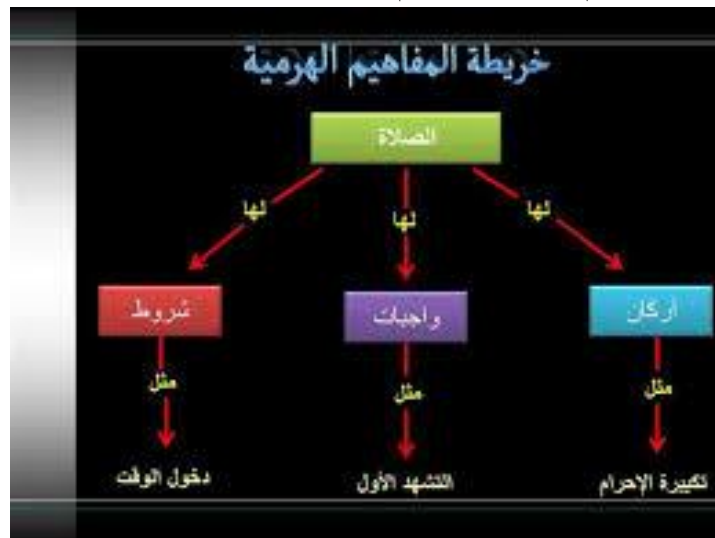 خريطة المفاهيم الهرمية
الصلاة
لها
لها
لها
أركان
واجبات
شروط
مثل
مثل
مثل
تكبيرة الإحرام
التشهد الأول
دخول الوقت